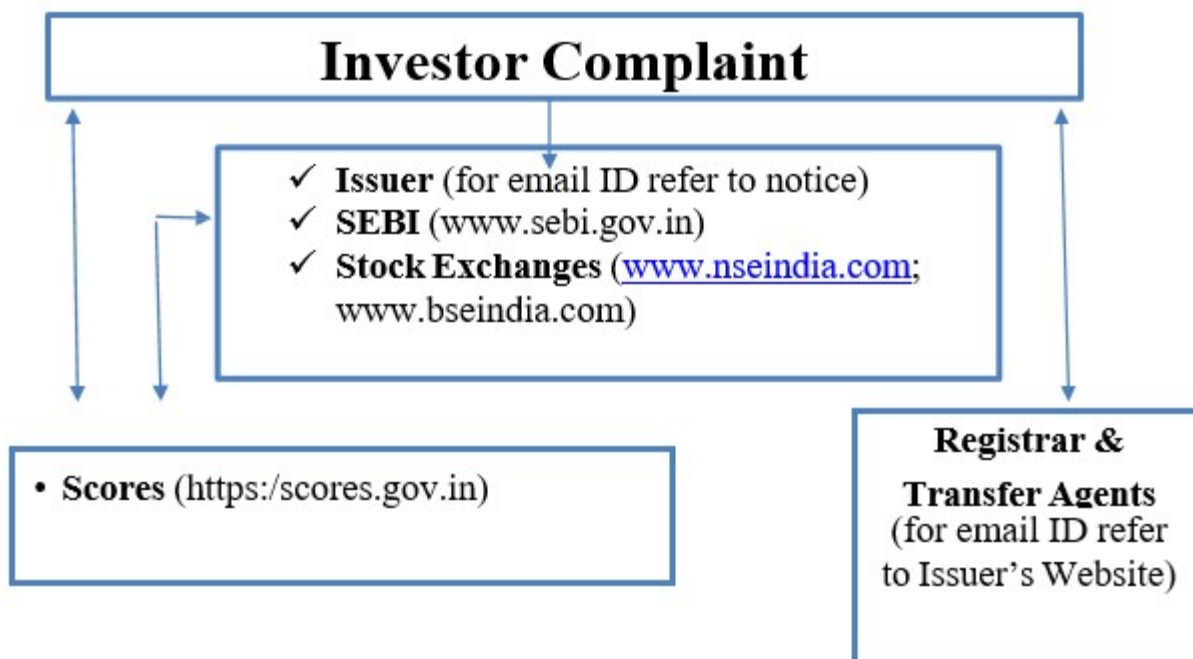 Investor Complaint
✓ Issuer (for email ID refer to notice)
✓ SEBI (www.sebi.gov.in)
✓ Stock Exchanges (www.nseindia.com;
www.bseindia.com)
• Scores (https:/scores.gov.in)
Registrar &
Transfer Agents
(for email ID refer
to Issuer’s Website)